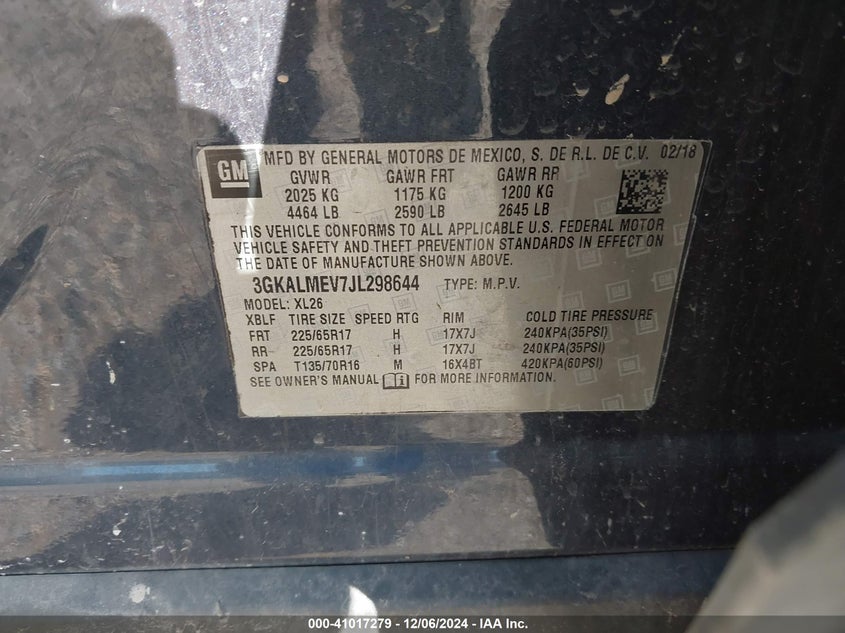 GM MFD BY GENERAL MOTORS DE MEXICO, S. DE R.L. DE C.V. 02/18
GVWR GAWR FRT GAWR RR
2025 KG 1175 KG 1200 KG
4464 LB 2590 LB 2645 LB
THIS VEHICLE CONFORMS TO ALL APPLICABLE U.S. FEDERAL MOTOR
VEHICLE SAFETY AND THEFT PREVENTION STANDARDS IN EFFECT ON
THE DATE OF MANUFACTURE SHOWN ABOVE.
3GKALMEV7JL298644 TYPE: M.P.V.
MODEL: XL26
XBLF TIRE SIZE SPEED RTG RIM COLD TIRE PRESSURE
FRT 225/65R17 H 17X7J 240KPA(35PSI)
RR 225/65R17 H 17X7J 240KPA(35PSI)
SPA T135/70R16 M 16X4BT 420KPA(60PSI)
SEE OWNER'S MANUAL FOR MORE INFORMATION.
000-41017279 - 12/06/2024 - IAA Inc.